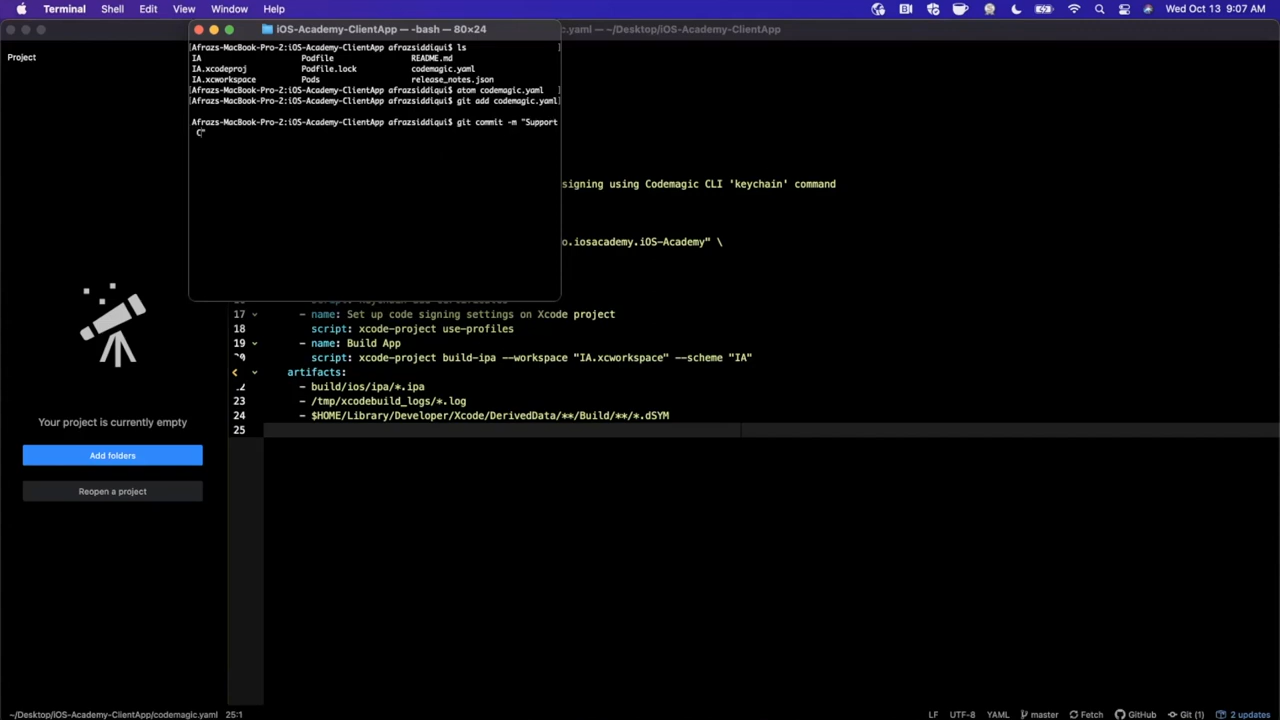 Terminal Shell Edit View Window Help Wed Oct 13 9:07 AM
iOS-Academy-ClientApp — -bash — 80×24
c.yaml — ~/Desktop/iOS-Academy-ClientApp
Project
[Afrazs-MacBook-Pro-2:iOS-Academy-ClientApp afrazsiddiqui$ ls ]
IA Podfile README.md
IA.xcodeproj Podfile.lock codemagic.yaml
IA.xcworkspace Pods release_notes.json
[Afrazs-MacBook-Pro-2:iOS-Academy-ClientApp afrazsiddiqui$ atom codemagic.yaml ]
[Afrazs-MacBook-Pro-2:iOS-Academy-ClientApp afrazsiddiqui$ git add codemagic.yaml]
Afrazs-MacBook-Pro-2:iOS-Academy-ClientApp afrazsiddiqui$ git commit -m "Support
C"
signing using Codemagic CLI 'keychain' command
o.iosacademy.iOS-Academy" \
17 - name: Set up code signing settings on Xcode project
18 script: xcode-project use-profiles
19 - name: Build App
20 script: xcode-project build-ipa --workspace "IA.xcworkspace" --scheme "IA"
artifacts:
22 - build/ios/ipa/*.ipa
23 - /tmp/xcodebuild_logs/*.log
24 - $HOME/Library/Developer/Xcode/DerivedData/**/Build/**/*.dSYM
25
Your project is currently empty
Add folders
Reopen a project
~/Desktop/iOS-Academy-ClientApp/codemagic.yaml 25:1 LF UTF-8 YAML master Fetch GitHub Git (1) 2 updates